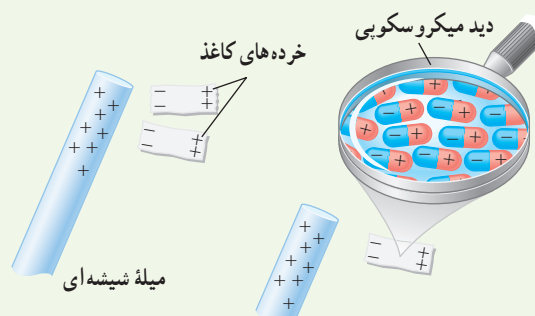 دید میکروسکوپی
خرده‌های کاغذ
میلهٔ شیشه‌ای